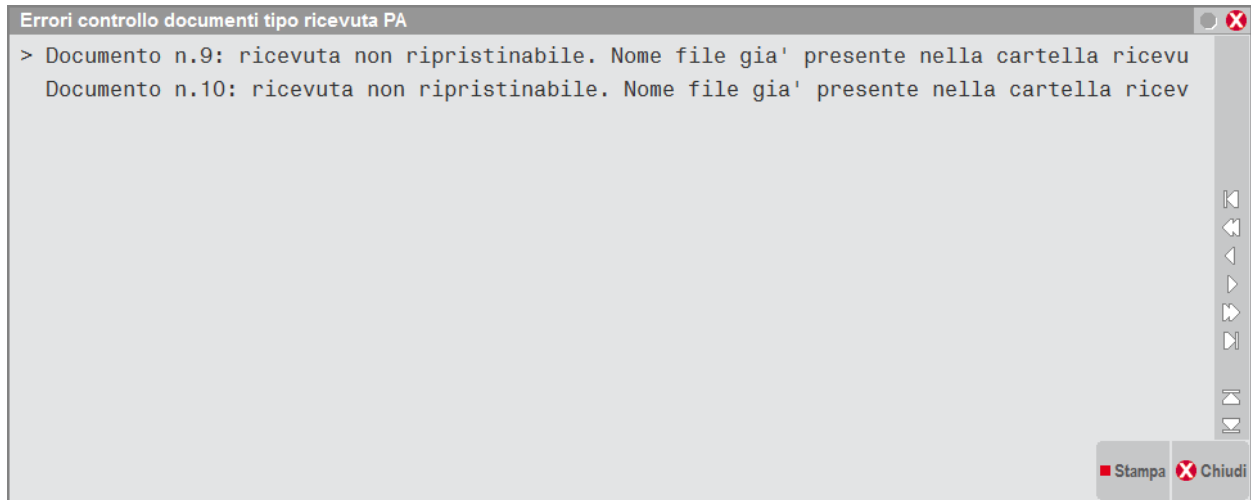 Errori controllo documenti tipo ricevuta PA
> Documento n.9: ricevuta non ripristinabile. Nome file gia' presente nella cartella ricevu
Documento n.10: ricevuta non ripristinabile. Nome file gia' presente nella cartella ricev
Stampa Chiudi